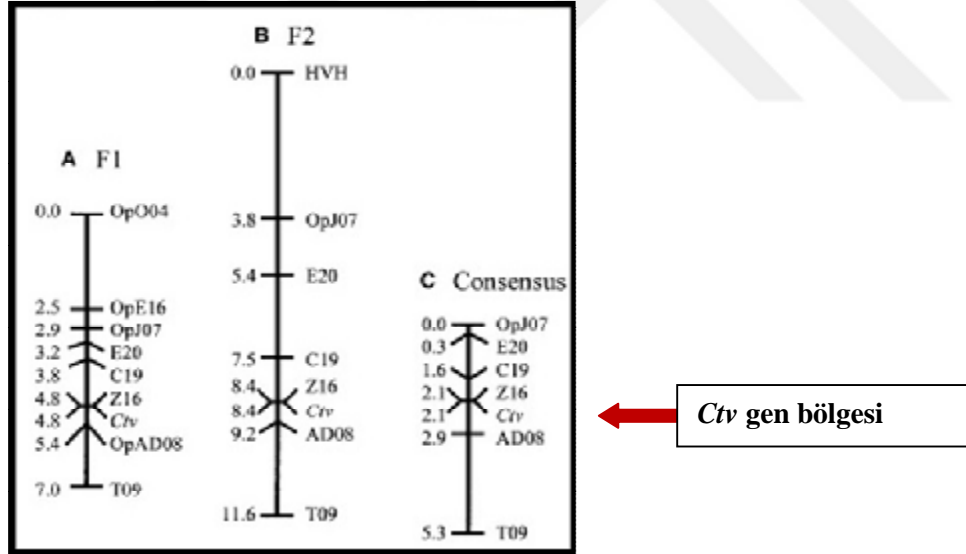 A F1
0.0 OpO04
2.5 OpE16
2.9 OpJ07
3.2 E20
3.8 C19
4.8 Z16
4.8 Ctv
5.4 OpAD08
7.0 T09
B F2
0.0 HVH
3.8 OpJ07
5.4 E20
7.5 C19
8.4 Z16
8.4 Ctv
9.2 AD08
11.6 T09
C Consensus
0.0 OpJ07
0.3 E20
1.6 C19
2.1 Z16
2.1 Ctv
2.9 AD08
5.3 T09
Ctv gen bölgesi